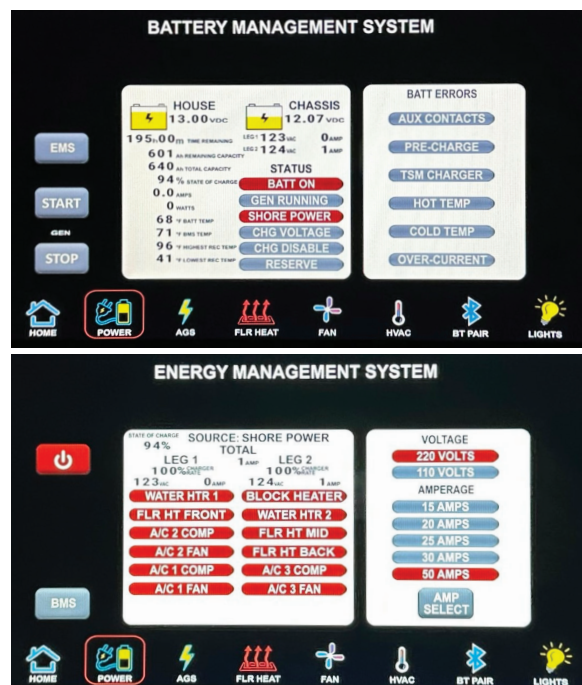 BATTERY MANAGEMENT SYSTEM
HOUSE
13.00VDC
CHASSIS
12.07VDC
195h00m TIME REMAINING
LEG 1 123VAC 0AMP
LEG 2 124VAC 1AMP
601 Ah REMAINING CAPACITY
640 Ah TOTAL CAPACITY
94% STATE OF CHARGE
0.0 AMPS
0 WATTS
68 °F BATT TEMP
71 °F BMS TEMP
96 °F HIGHEST REC TEMP
41 °F LOWEST REC TEMP
STATUS
BATT ON
GEN RUNNING
SHORE POWER
CHG VOLTAGE
CHG DISABLE
RESERVE
BATT ERRORS
AUX CONTACTS
PRE-CHARGE
TSM CHARGER
HOT TEMP
COLD TEMP
OVER-CURRENT
EMS
START
GEN
STOP
HOME POWER AGS FLR HEAT FAN HVAC BT PAIR LIGHTS
ENERGY MANAGEMENT SYSTEM
STATE OF CHARGE
94%
SOURCE: SHORE POWER
TOTAL
1AMP
LEG 1 LEG 2
100% CHARGER RATE 100% CHARGER RATE
123VAC 0AMP 124VAC 1AMP
WATER HTR 1 BLOCK HEATER
FLR HT FRONT WATER HTR 2
A/C 2 COMP FLR HT MID
A/C 2 FAN FLR HT BACK
A/C 1 COMP A/C 3 COMP
A/C 1 FAN A/C 3 FAN
VOLTAGE
220 VOLTS
110 VOLTS
AMPERAGE
15 AMPS
20 AMPS
25 AMPS
30 AMPS
50 AMPS
AMP
SELECT
BMS
HOME POWER AGS FLR HEAT FAN HVAC BT PAIR LIGHTS